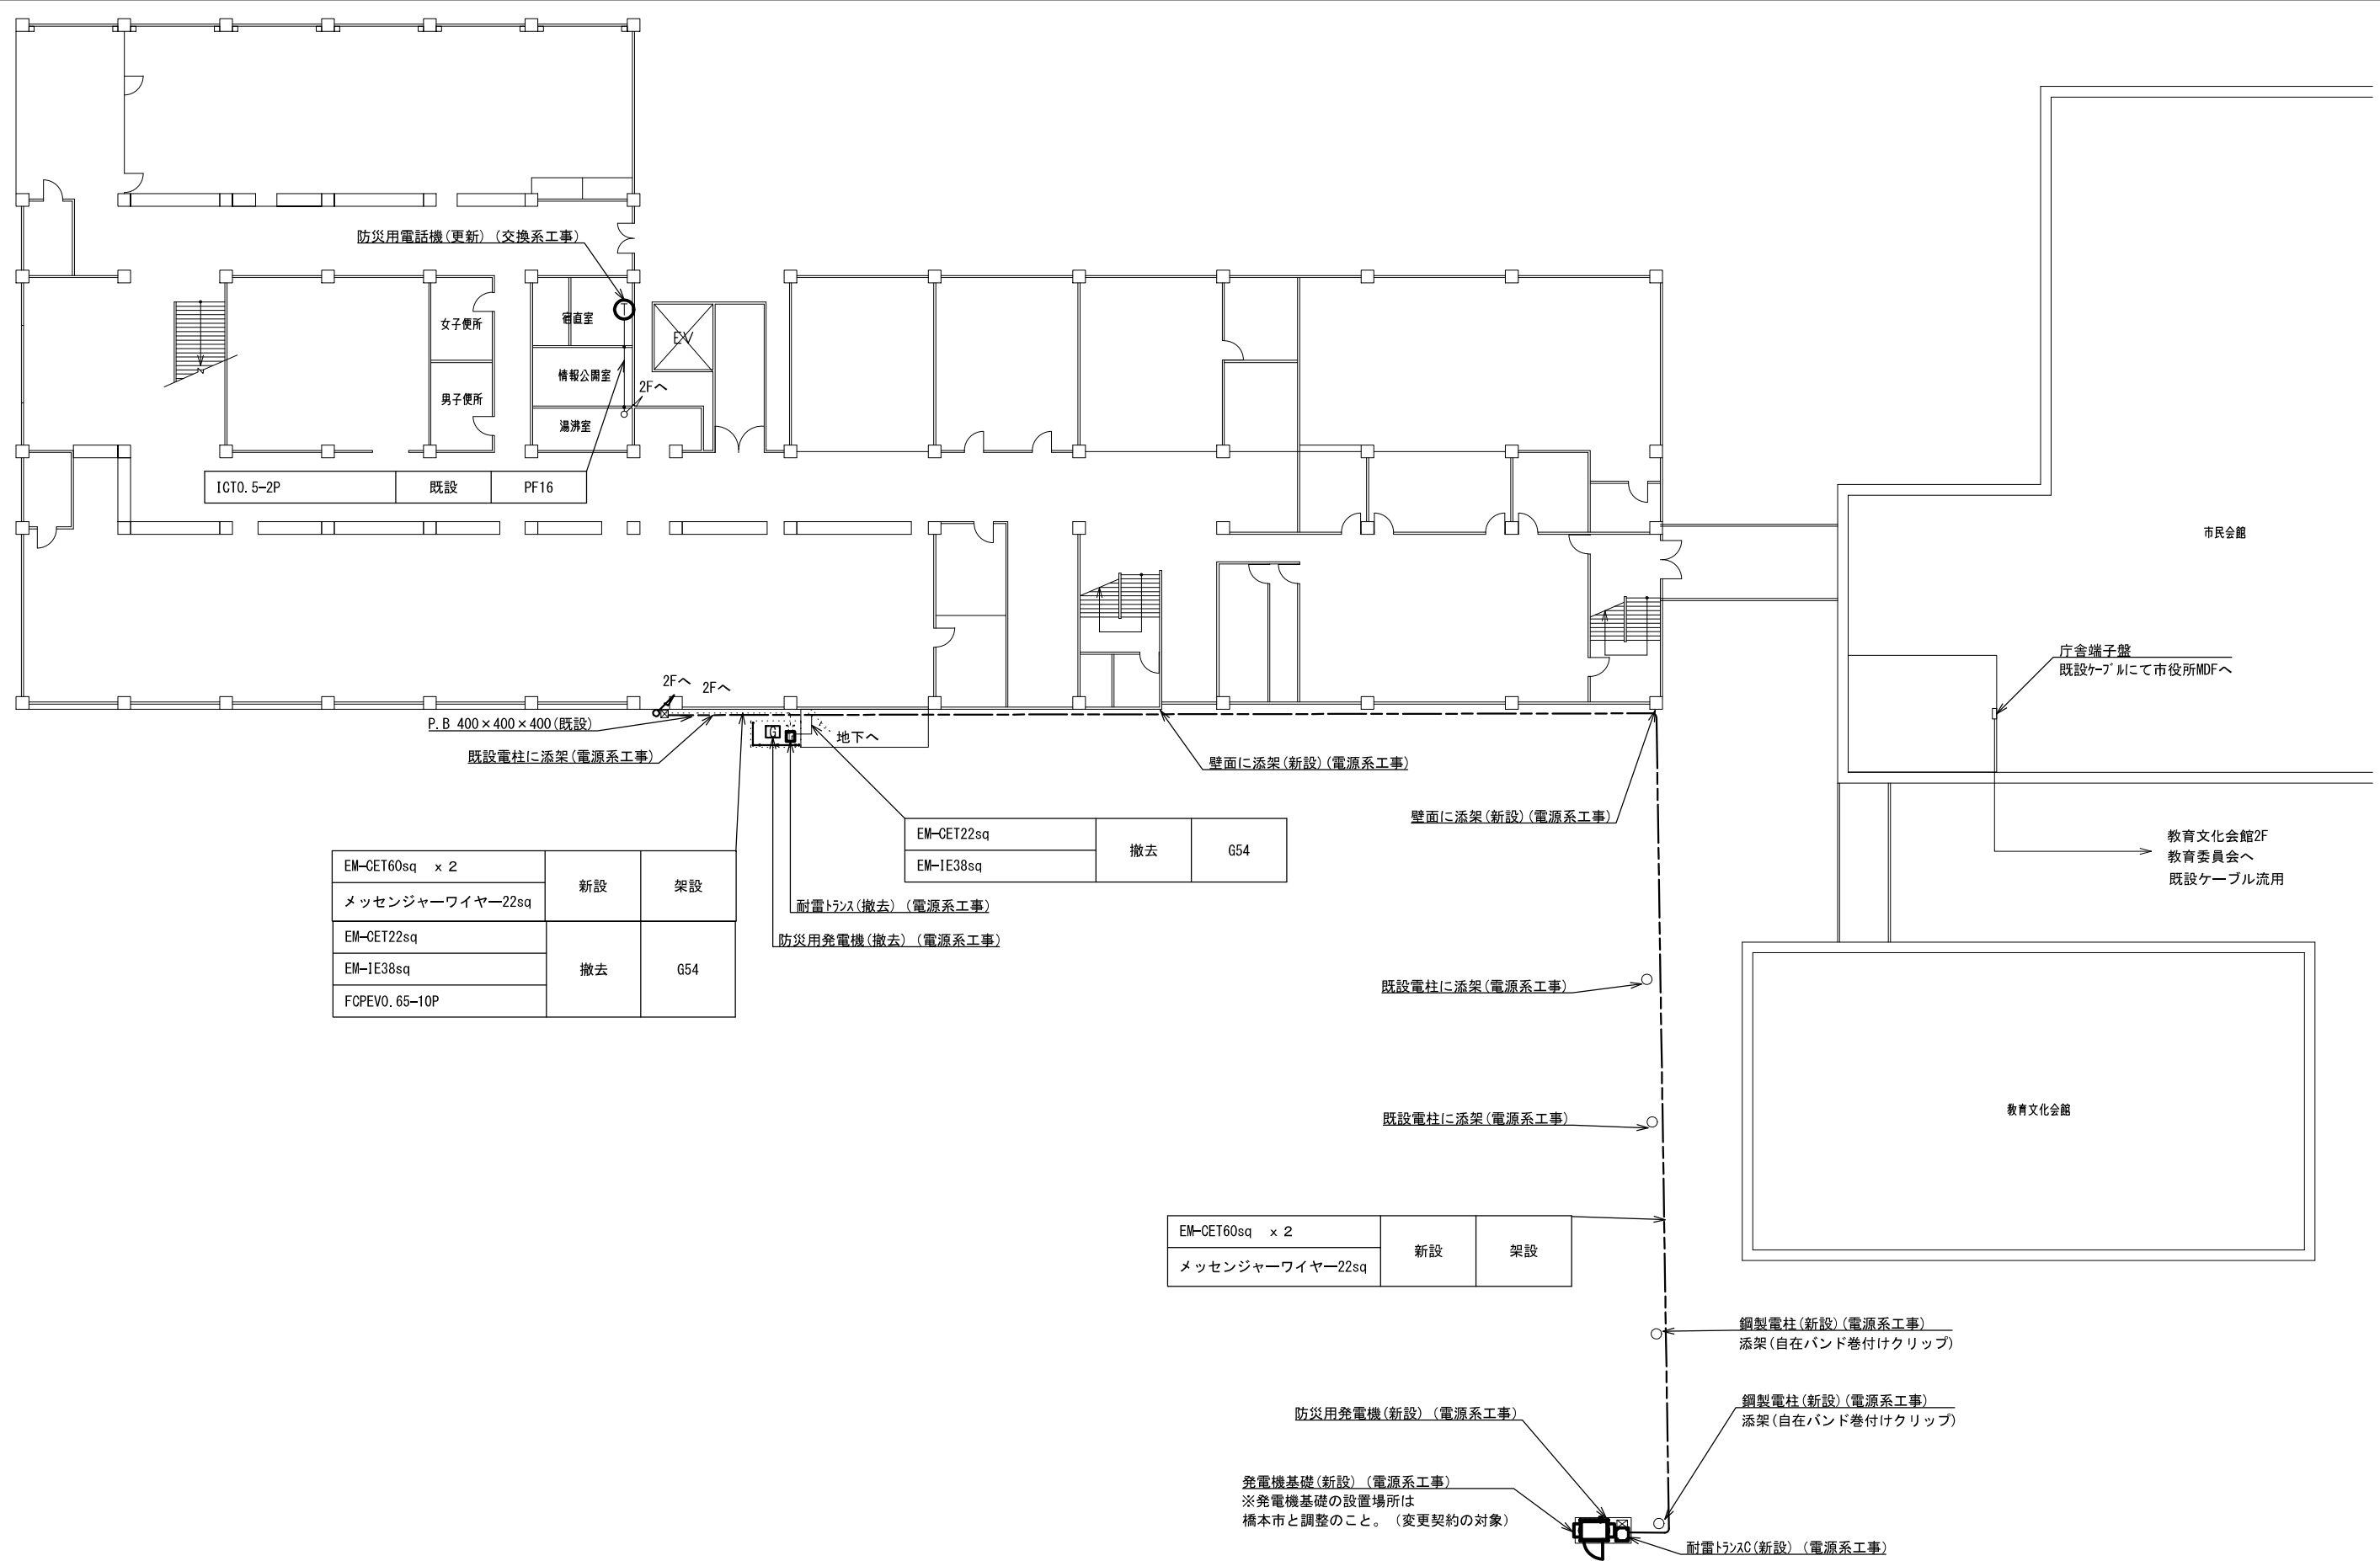 防災用電話機(更新)（交換系工事）
T
宿直室
女子便所
EV
情報公開室
2Fへ
男子便所
湯沸室
ICT0.5-2P 既設 PF16
市民会館
庁舎端子盤
既設ｹｰﾌﾞﾙにて市役所MDFへ
2Fへ
2Fへ
P.B 400×400×400(既設)
G
地下へ
既設電柱に添架(電源系工事)
壁面に添架(新設)(電源系工事)
壁面に添架(新設)(電源系工事)
EM-CET22sq
EM-IE38sq
撤去 G54
教育文化会館2F
教育委員会へ
既設ケーブル流用
EM-CET60sq x 2
メッセンジャーワイヤー22sq
新設 架設
EM-CET22sq
EM-IE38sq
FCPEV0.65-10P
撤去 G54
耐雷ﾄﾗﾝｽ(撤去)（電源系工事）
防災用発電機(撤去)（電源系工事）
既設電柱に添架(電源系工事)
既設電柱に添架(電源系工事)
教育文化会館
EM-CET60sq x 2
メッセンジャーワイヤー22sq
新設 架設
鋼製電柱(新設)(電源系工事)
添架(自在バンド巻付けクリップ)
鋼製電柱(新設)(電源系工事)
添架(自在バンド巻付けクリップ)
防災用発電機(新設)（電源系工事）
発電機基礎(新設)（電源系工事）
※発電機基礎の設置場所は
橋本市と調整のこと。（変更契約の対象）
耐雷ﾄﾗﾝｽC(新設)（電源系工事）